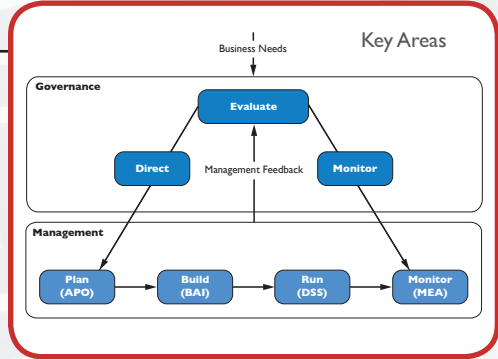 Key Areas
Business Needs
Governance
Evaluate
Direct
Management Feedback
Monitor
Management
Plan
(APO)
Build
(BAI)
Run
(DSS)
Monitor
(MEA)